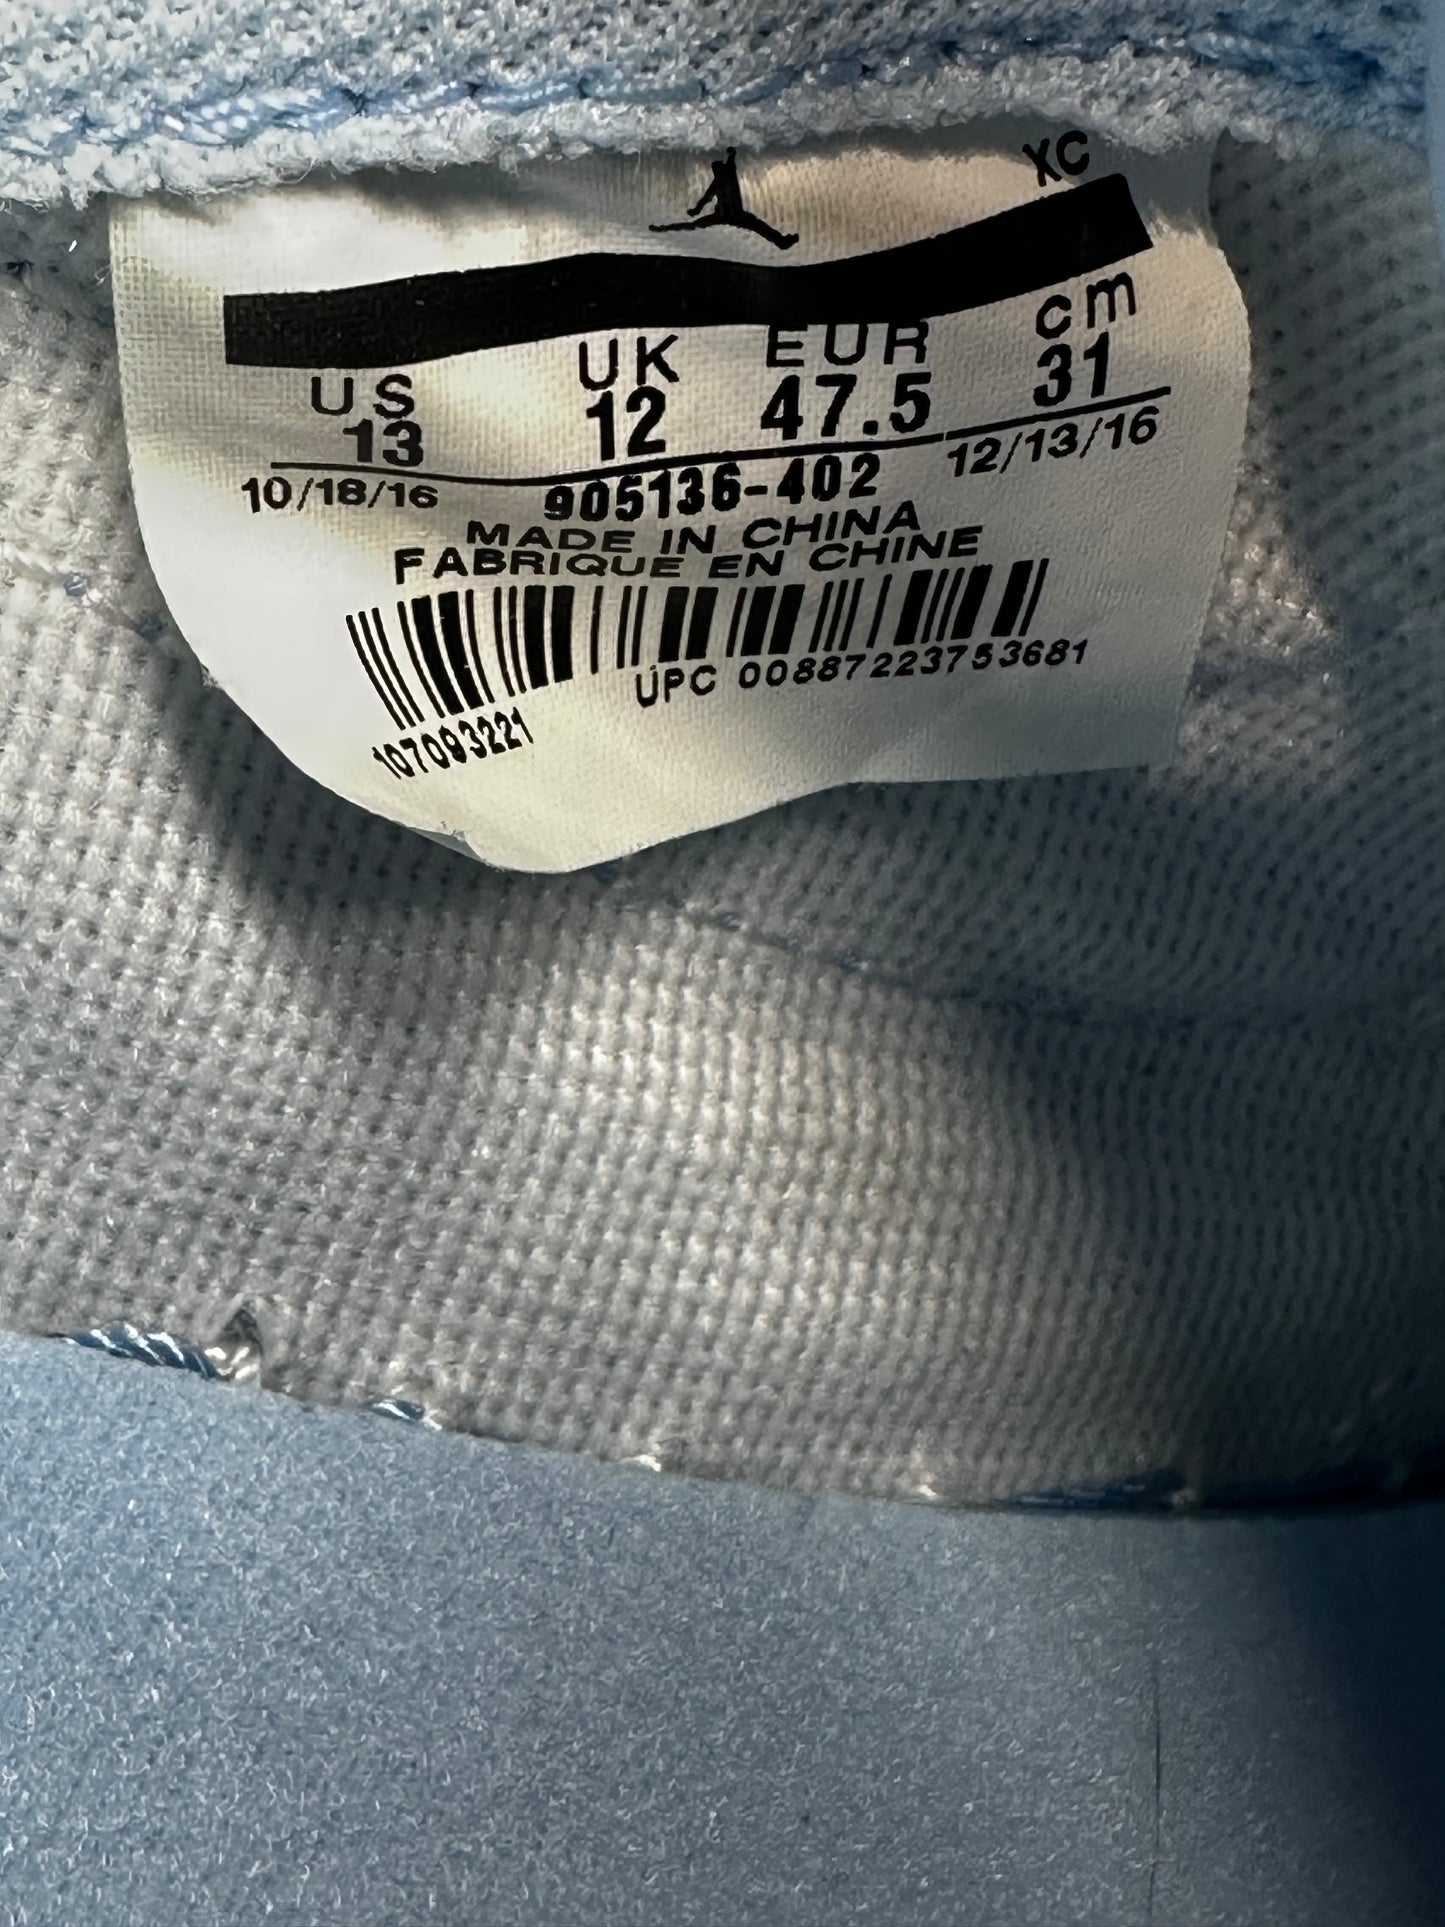 XC
US UK EUR cm
13 12 47.5 31
10/18/16 905136-402 12/13/16
MADE IN CHINA
FABRIQUE EN CHINE
UPC 00887223753681
107093221